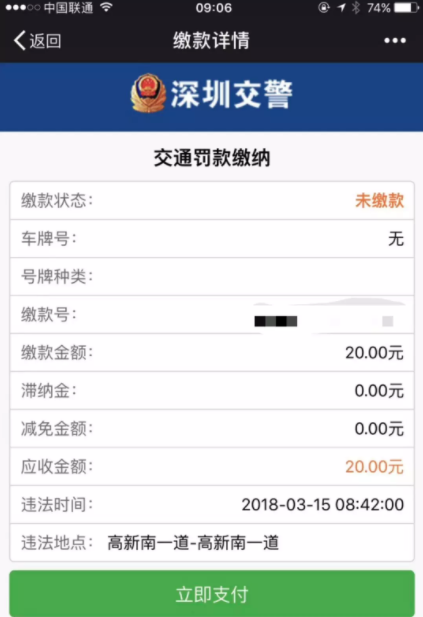 中国联通 09:06 74%
返回 缴款详情
深圳交警
交通罚款缴纳
缴款状态: 未缴款
车牌号: 无
号牌种类:
缴款号:
缴款金额: 20.00元
滞纳金: 0.00元
减免金额: 0.00元
应收金额: 20.00元
违法时间: 2018-03-15 08:42:00
违法地点: 高新南一道-高新南一道
立即支付